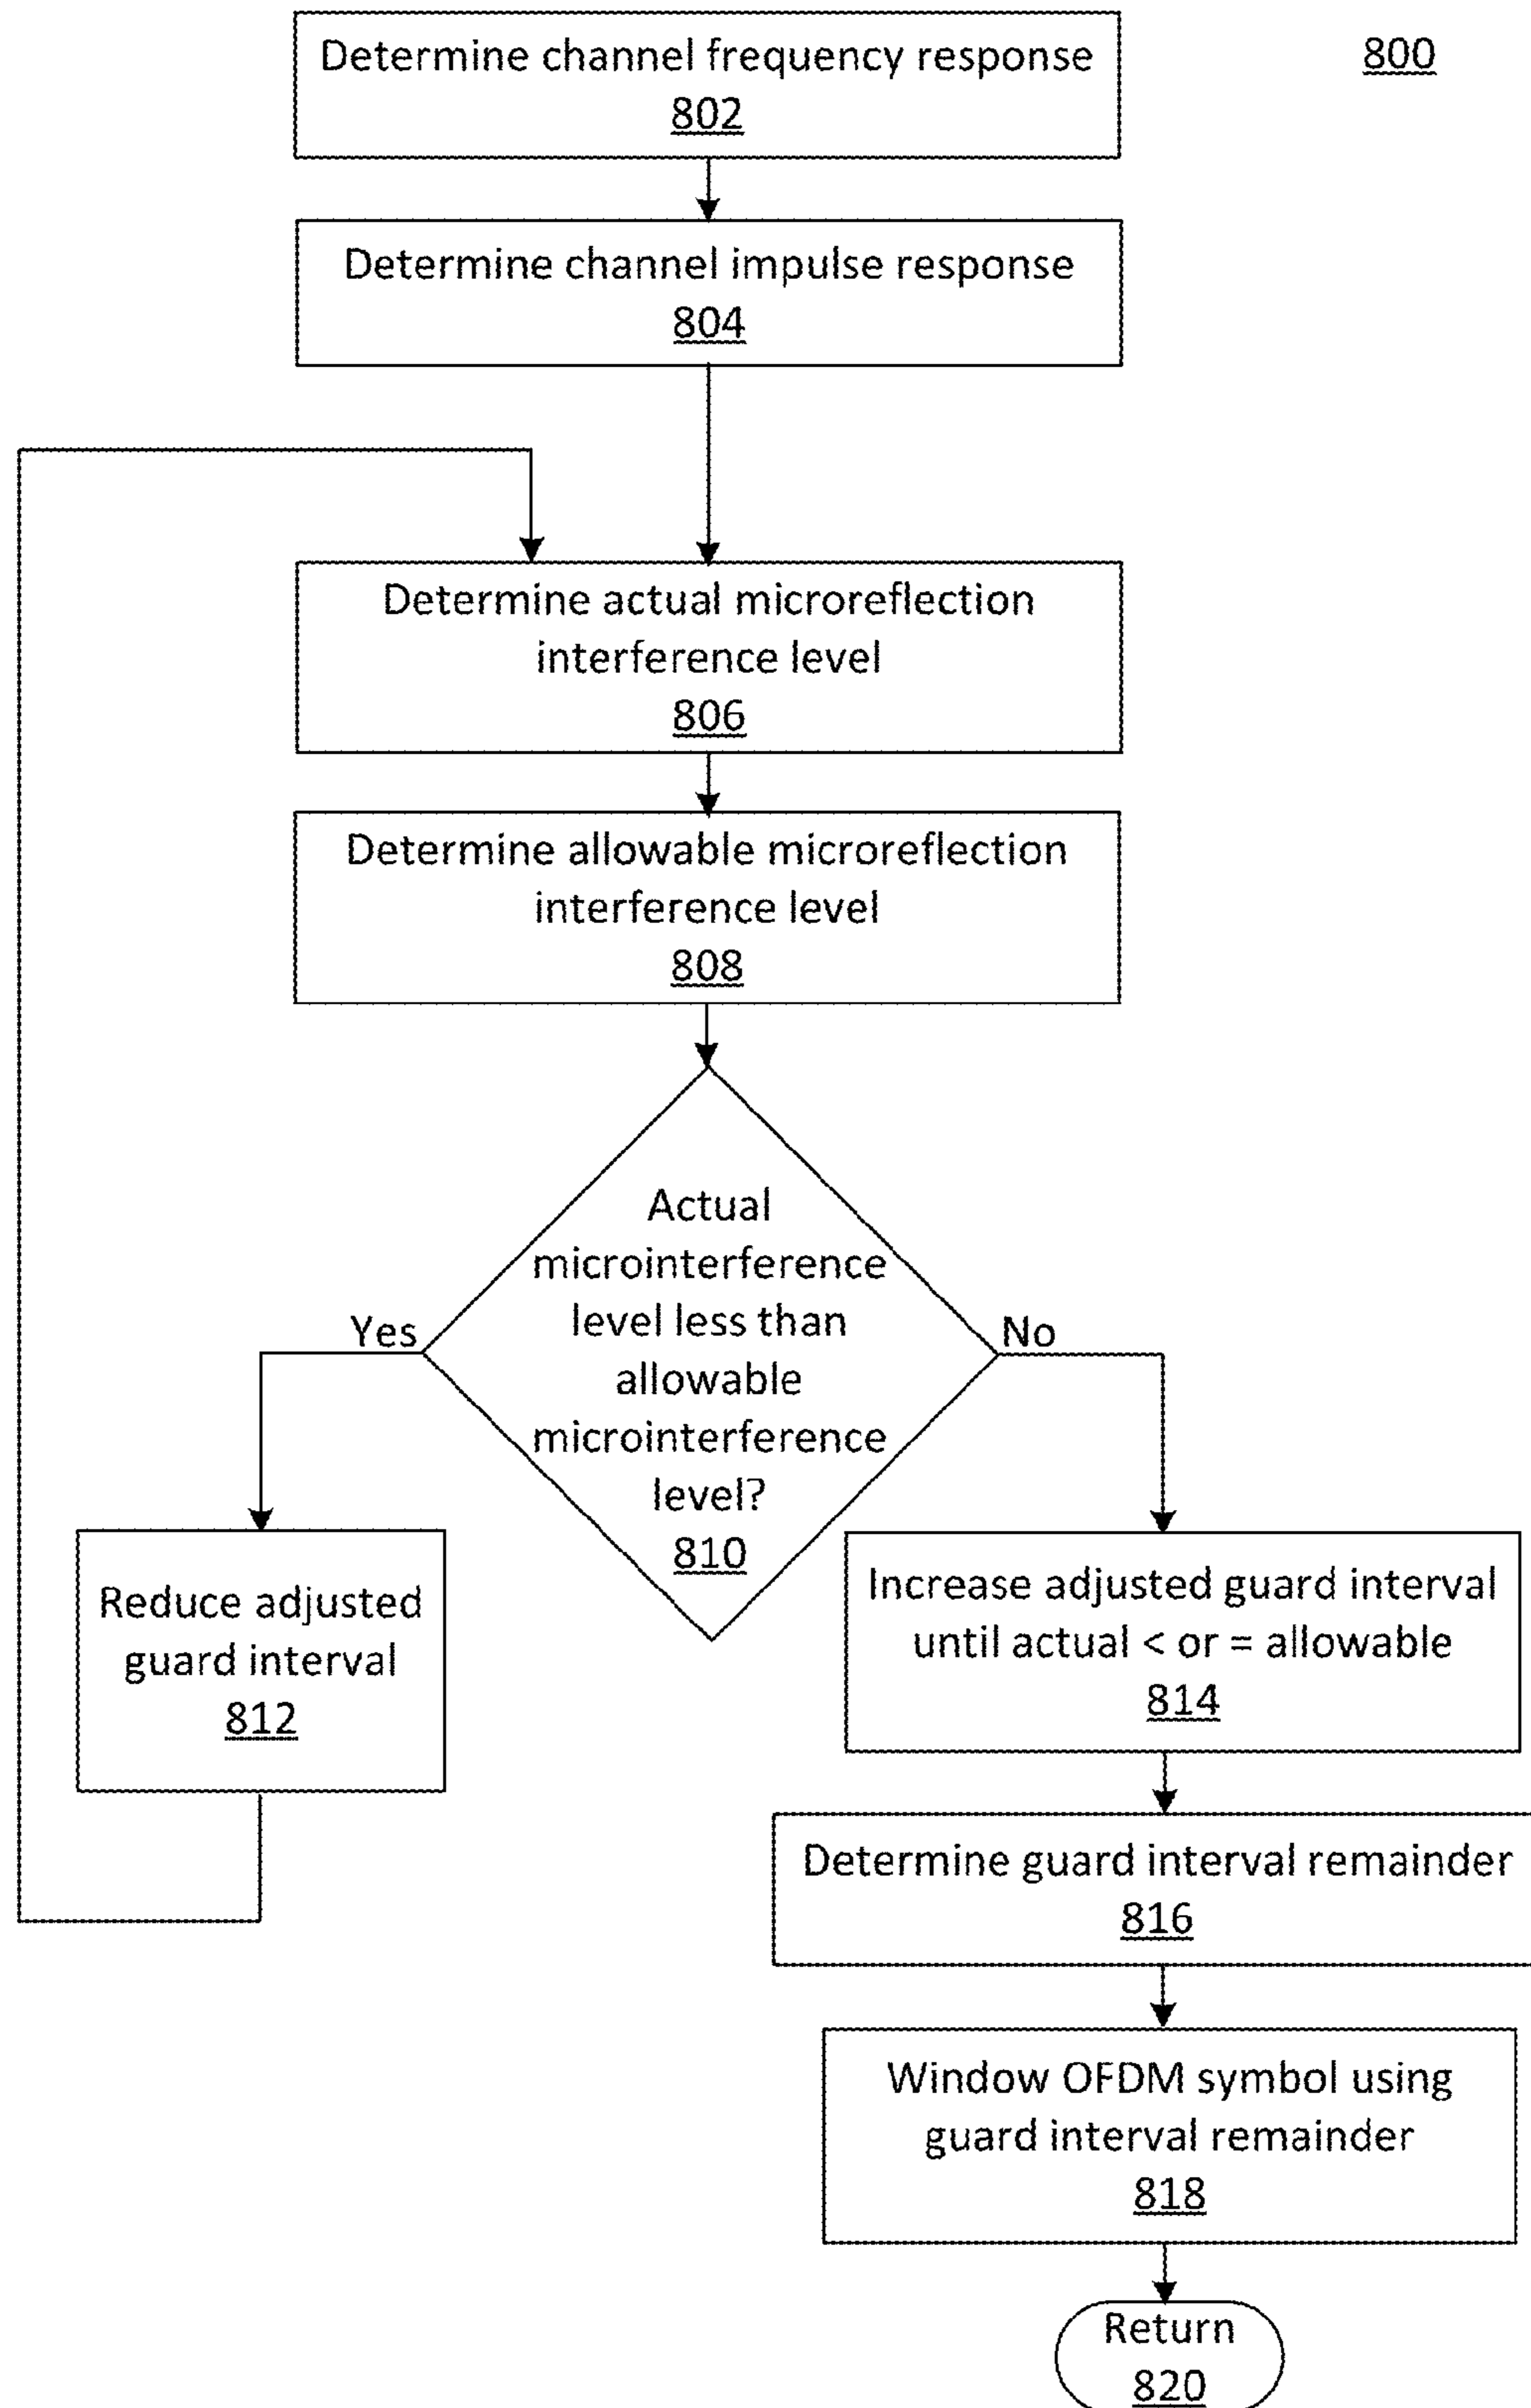 Determine channel frequency response
802
800
Determine channel impulse response
804
Determine actual microreflection
interference level
806
Determine allowable microreflection
interference level
808
Actual
microinterference
level less than
allowable
microinterference
level?
810
Yes
No
Reduce adjusted
guard interval
812
Increase adjusted guard interval
until actual < or = allowable
814
Determine guard interval remainder
816
Window OFDM symbol using
guard interval remainder
818
Return
820